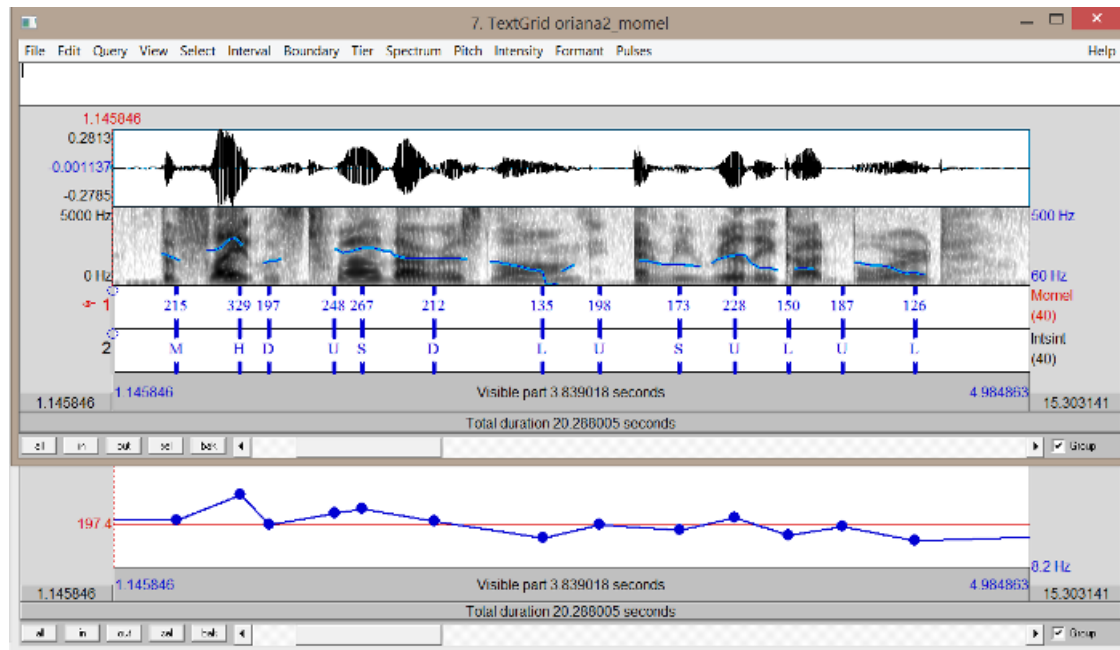 7. TextGrid oriana2_momel
File Edit Query View Select Interval Boundary Tier Spectrum Pitch Intensity Formant Pulses Help
1.145846
0.2813
0.001137
-0.2785
5000 Hz 500 Hz
0 Hz 60 Hz
1 215 329 197 248 267 212 135 198 173 228 150 187 126 Momel
(40)
2 M H D U S D L U S U L U L Intsint
(40)
1.145846 Visible part 3.839018 seconds 4.984863
1.145846 15.303141
Total duration 20.288005 seconds
all in out sel bak Group
197.4
8.2 Hz
1.145846 Visible part 3.839018 seconds 4.984863
1.145846 15.303141
Total duration 20.288005 seconds
all in out sel bak Group